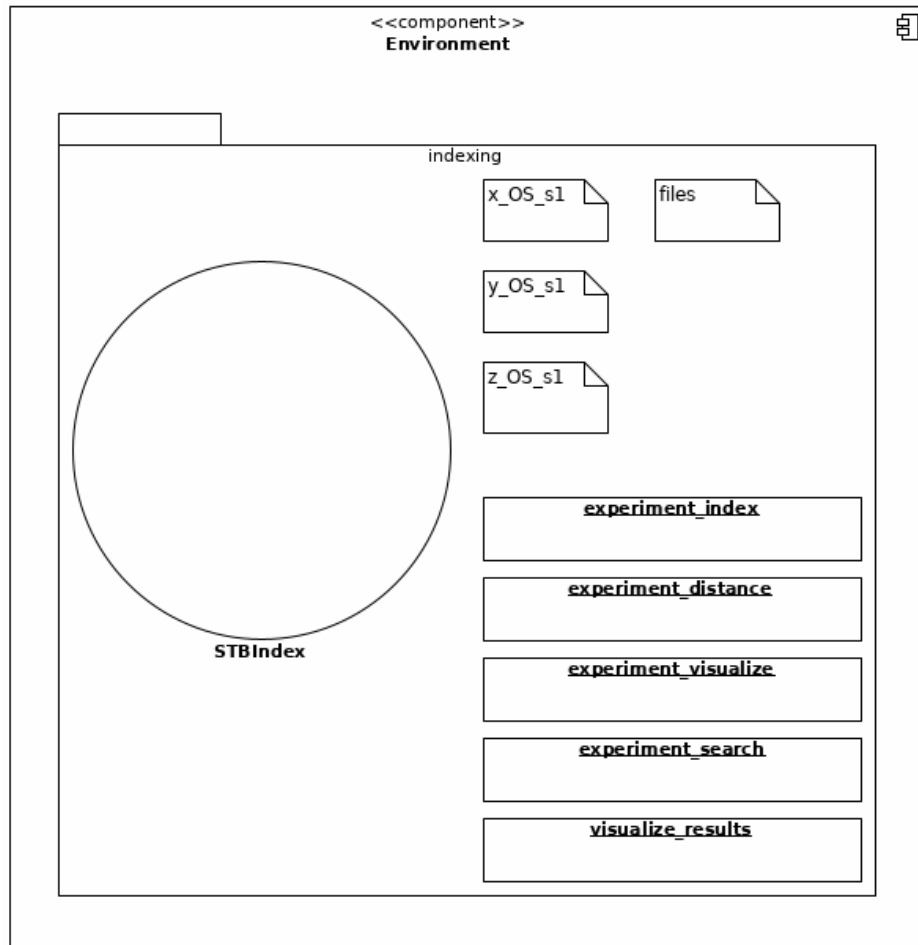 <<component>>
Environment
indexing
x_OS_s1
files
y_OS_s1
z_OS_s1
experiment_index
experiment_distance
STBIndex
experiment_visualize
experiment_search
visualize_results